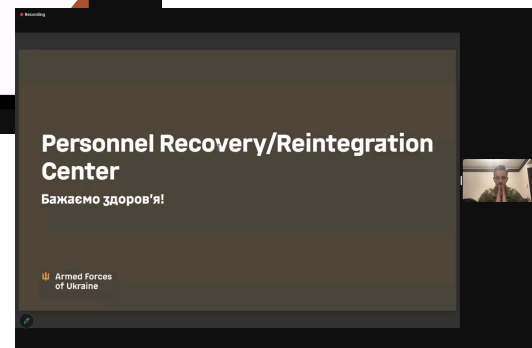 Recording
Personnel Recovery/Reintegration
Center
Бажаємо здоров'я!
Armed Forces
of Ukraine